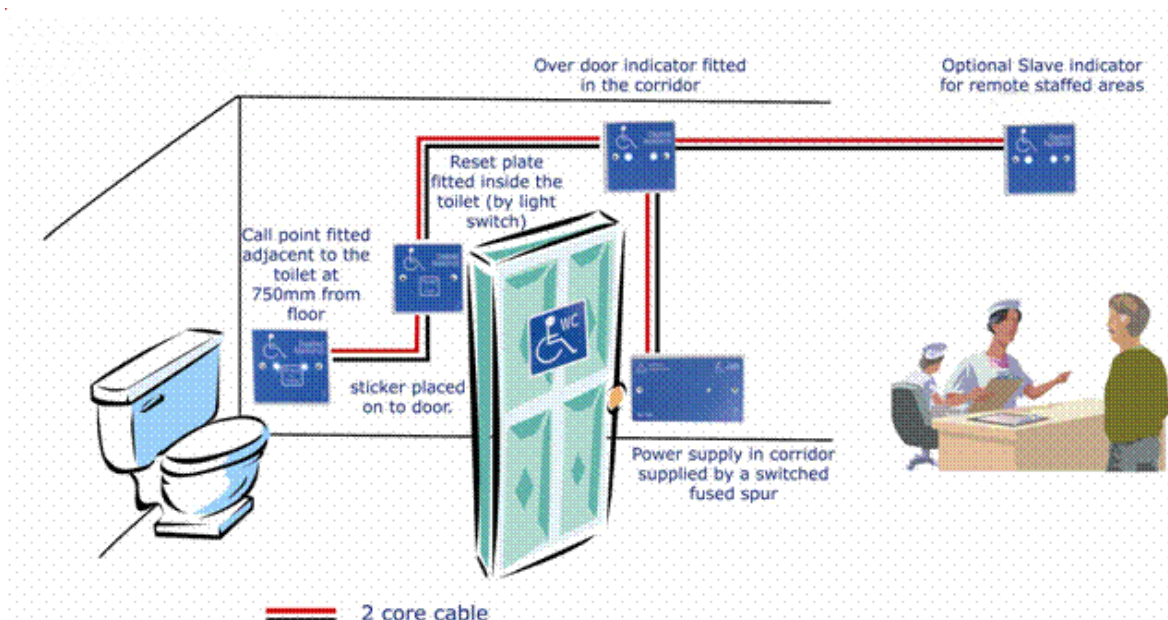 Over door indicator fitted
in the corridor
Optional Slave indicator
for remote staffed areas
Reset plate
fitted inside the
toilet (by light
switch)
Call point fitted
adjacent to the
toilet at
750mm from
floor
WC
sticker placed
on to door.
Power supply in corridor
supplied by a switched
fused spur
2 core cable